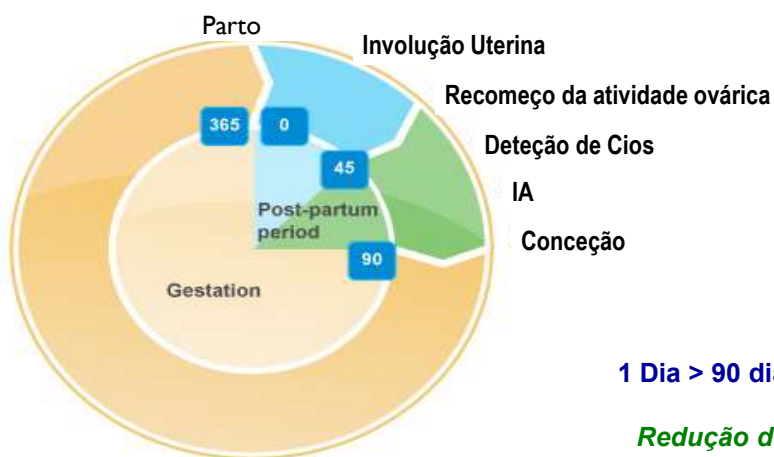 Parto
Involução Uterina
Recomeço da atividade ovárica
365
0
Deteção de Cios
45
IA
Post-partum
period
Conceção
90
Gestation
1 Dia > 90
Redução